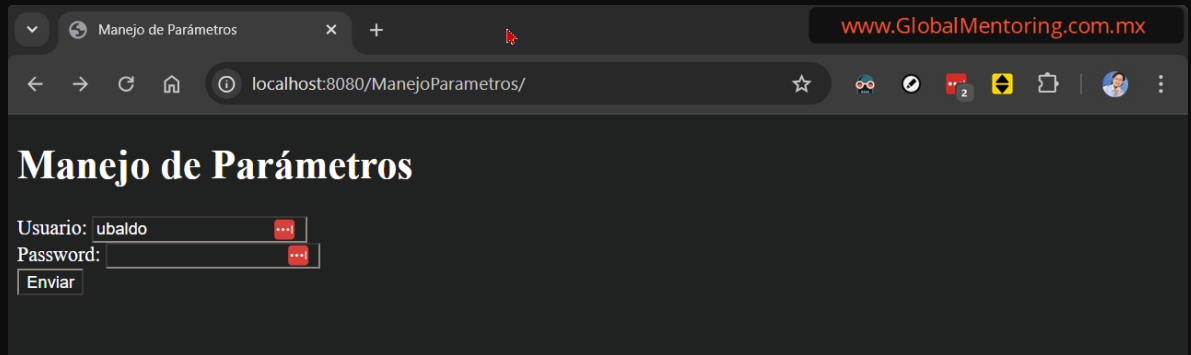 Manejo de Parámetros
www.GlobalMentoring.com.mx
localhost:8080/ManejoParametros/
2
Manejo de Parámetros
Usuario: ubaldo
Password:
Enviar